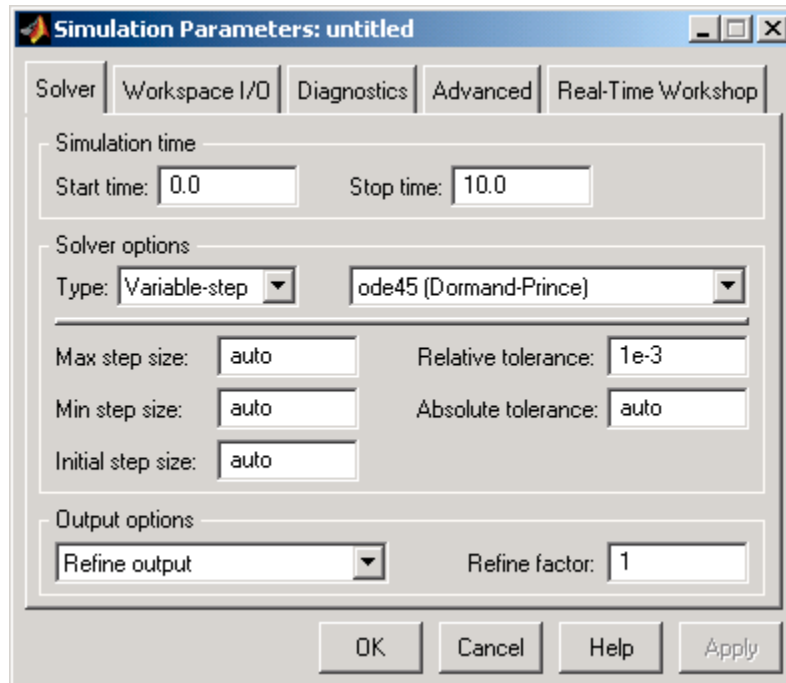 Simulation Parameters: untitled
Solver Workspace I/O Diagnostics Advanced Real-Time Workshop
Simulation time
Start time: 0.0 Stop time: 10.0
Solver options
Type: Variable-step ode45 (Dormand-Prince)
Max step size: auto Relative tolerance: 1e-3
Min step size: auto Absolute tolerance: auto
Initial step size: auto
Output options
Refine output Refine factor: 1
OK Cancel Help Apply